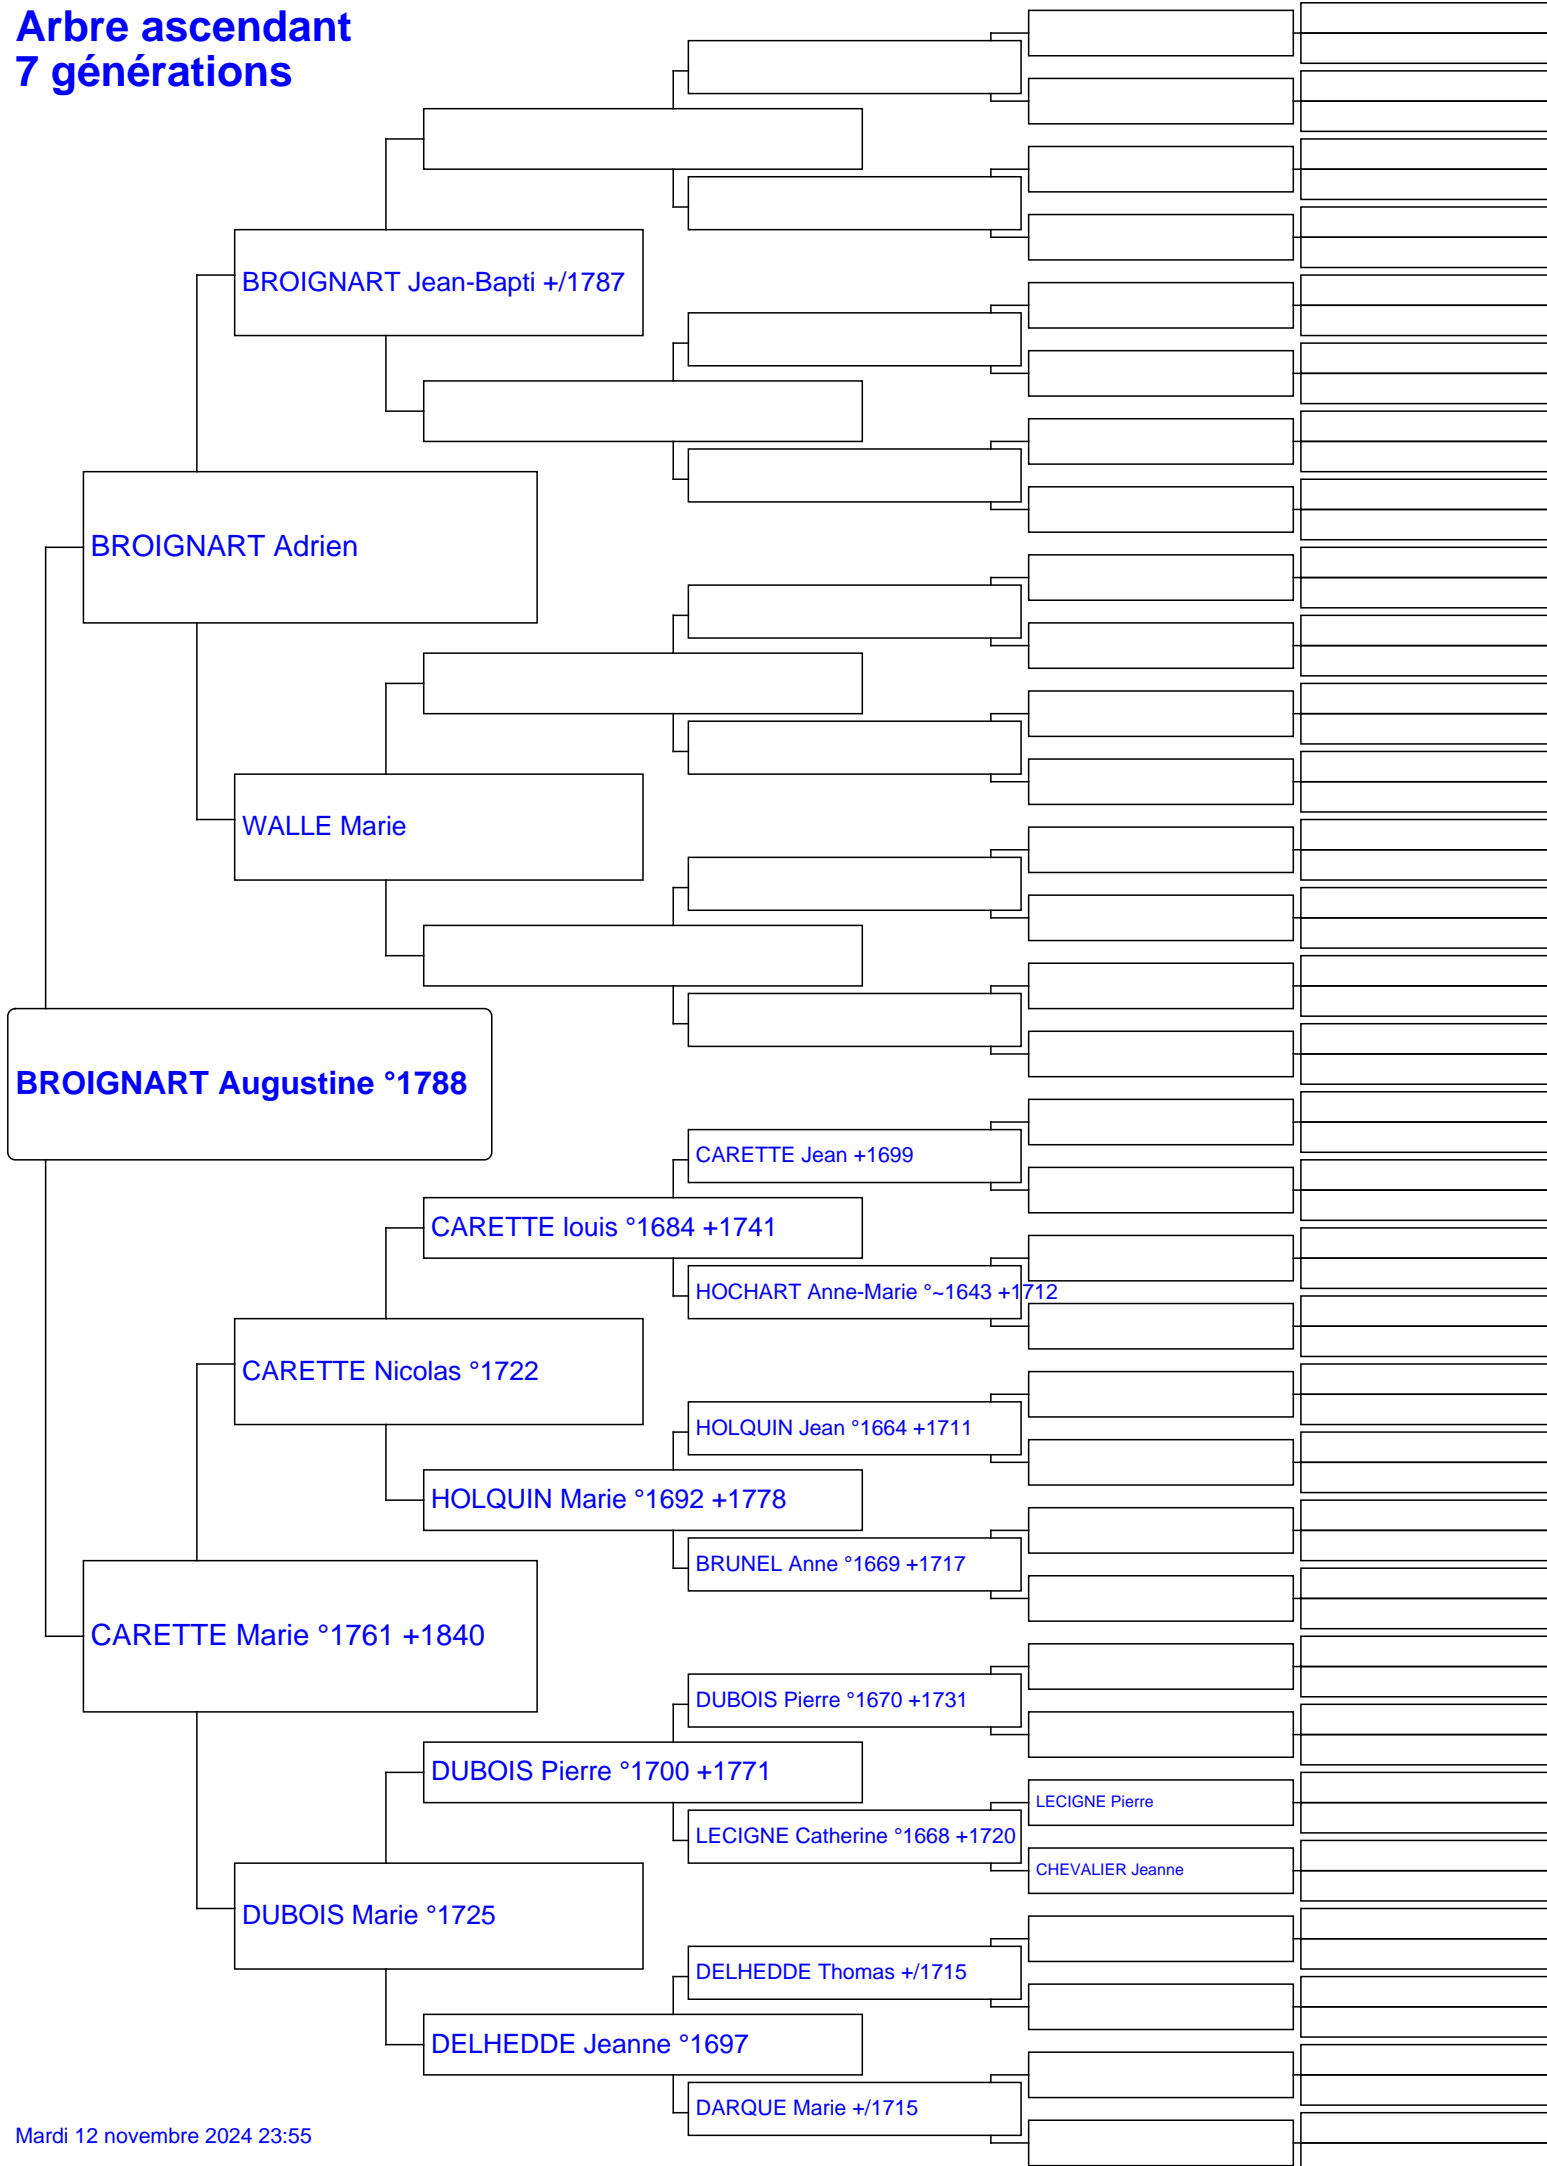 Arbre ascendant
7 générations
BROIGNART Jean-Bapti +/1787
BROIGNART Adrien
WALLE Marie
BROIGNART Augustine °1788
CARETTE Jean +1699
CARETTE louis °1684 +1741
HOCHART Anne-Marie °~1643 +1712
CARETTE Nicolas °1722
HOLQUIN Jean °1664 +1711
HOLQUIN Marie °1692 +1778
BRUNEL Anne °1669 +1717
CARETTE Marie °1761 +1840
DUBOIS Pierre °1670 +1731
DUBOIS Pierre °1700 +1771
LECIGNE Pierre
LECIGNE Catherine °1668 +1720
CHEVALIER Jeanne
DUBOIS Marie °1725
DELHEDDE Thomas +/1715
DELHEDDE Jeanne °1697
DARQUE Marie +/1715
Mardi 12 novembre 2024 23:55